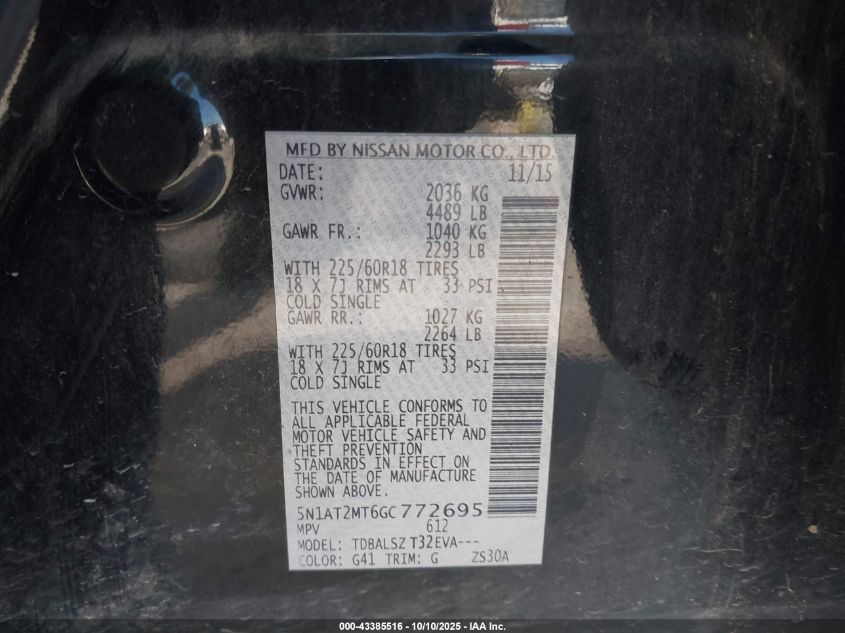 MFD BY NISSAN MOTOR CO., LTD.
DATE: 11/15
GVWR: 2036 KG
4489 LB
GAWR FR.: 1040 KG
2293 LB
WITH 225/60R18 TIRES
18 X 7J RIMS AT 33 PSI
COLD SINGLE
GAWR RR.: 1027 KG
2264 LB
WITH 225/60R18 TIRES
18 X 7J RIMS AT 33 PSI
COLD SINGLE
THIS VEHICLE CONFORMS TO
ALL APPLICABLE FEDERAL
MOTOR VEHICLE SAFETY AND
THEFT PREVENTION
STANDARDS IN EFFECT ON
THE DATE OF MANUFACTURE
SHOWN ABOVE.
5N1AT2MT6GC772695
MPV 612
MODEL: TDBALSZ T32EVA---
COLOR: G41 TRIM: G ZS30A
000-43385516 - 10/10/2025 - IAA Inc.